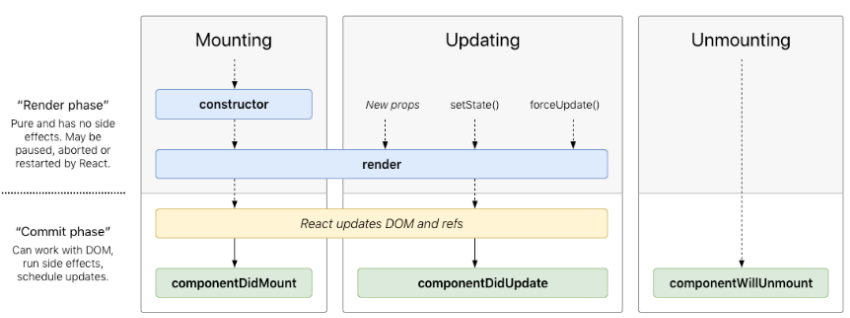 Mounting
Updating
Unmounting
“Render phase”
Pure and has no side
effects. May be
paused, aborted or
restarted by React.
constructor
New props
setState()
forceUpdate()
render
“Commit phase”
Can work with DOM,
run side effects,
schedule updates.
React updates DOM and refs
componentDidMount
componentDidUpdate
componentWillUnmount